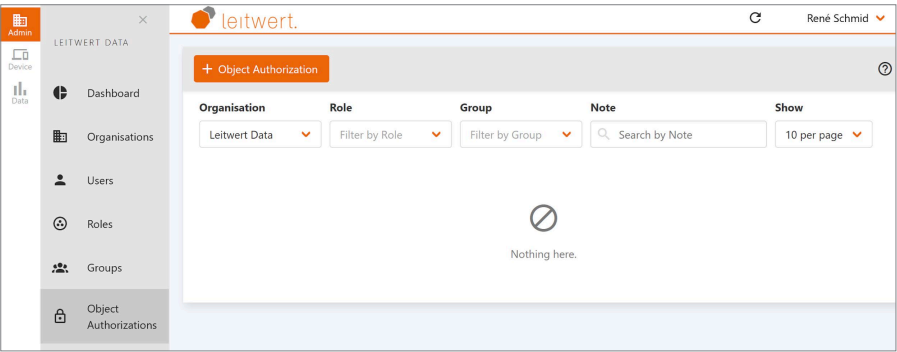 Admin
Device
Data
LEITWERT DATA
Dashboard
Organisations
Users
Roles
Groups
Object
Authorizations
leitwert.
René Schmid
+ Object Authorization
Organisation
Role
Group
Note
Show
Leitwert Data
Filter by Role
Filter by Group
Search by Note
10 per page
Nothing here.